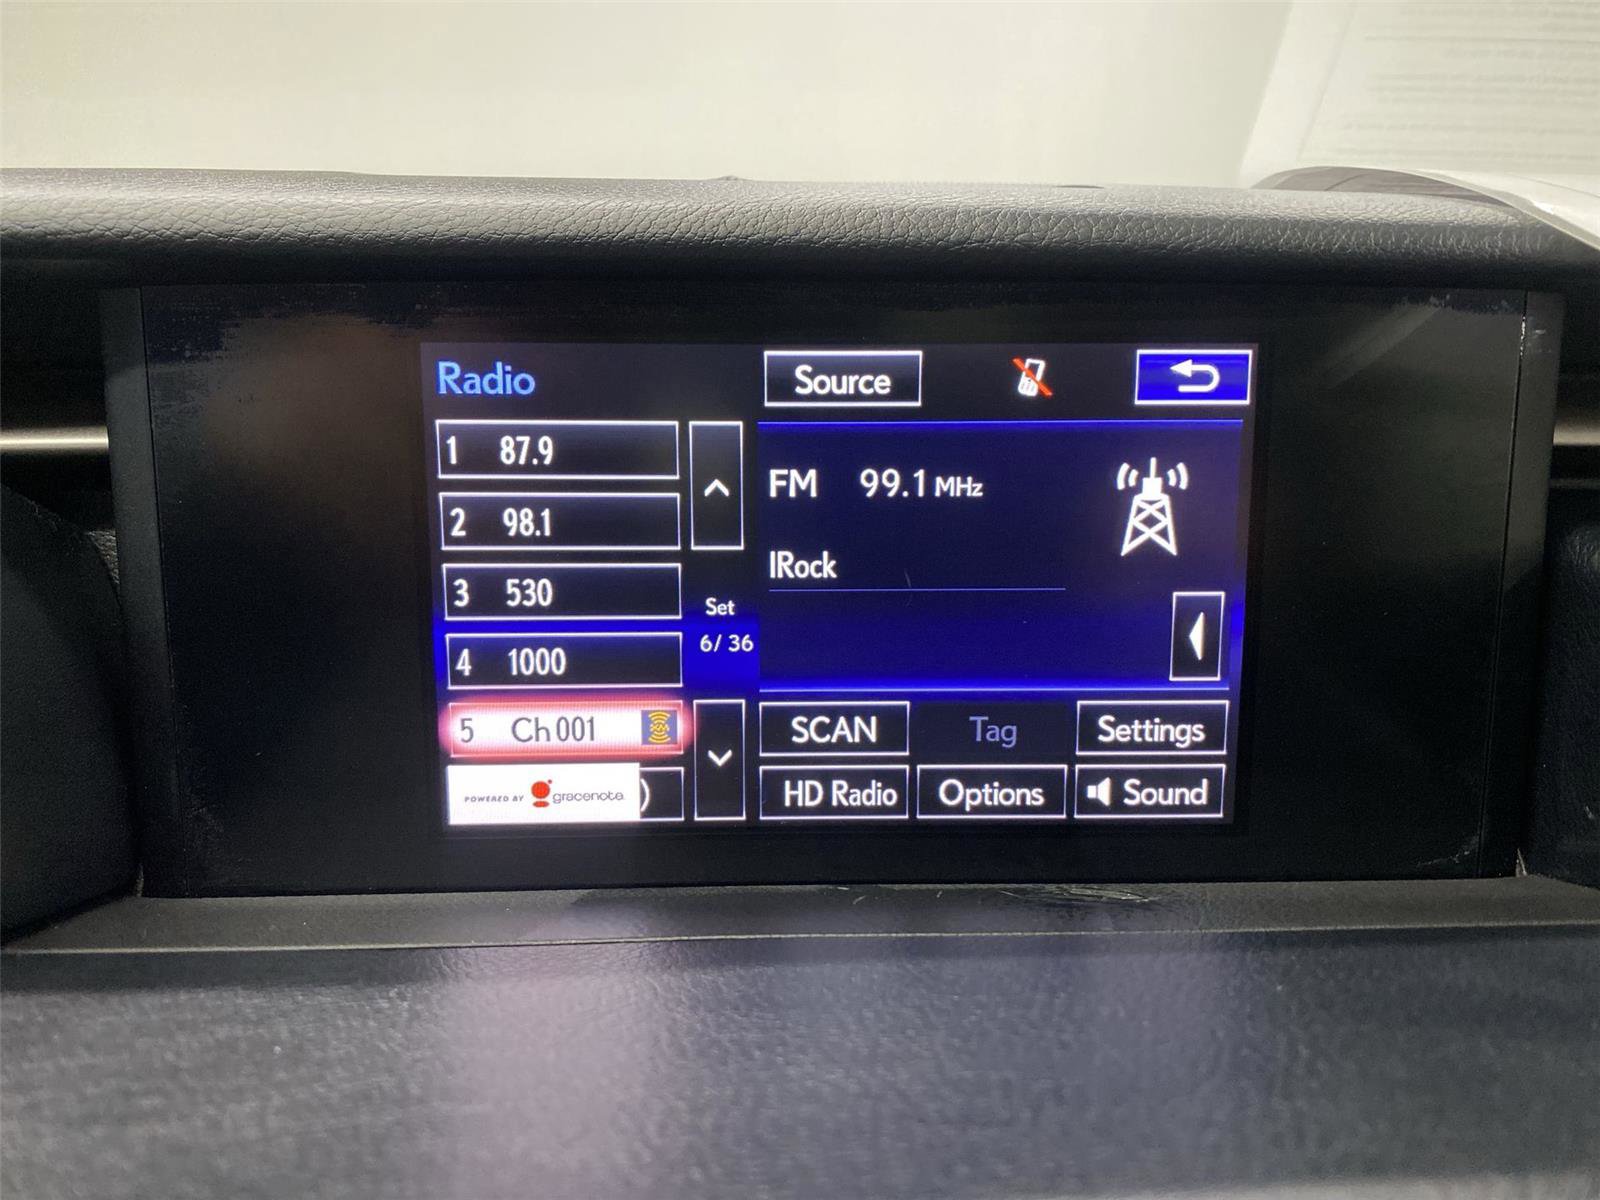 Radio
Source
1 87.9
2 98.1
3 530
4 1000
5 Ch 001
POWERED BY gracenote.
)
Set
6/ 36
FM 99.1 MHz
IRock
SCAN
Tag
Settings
HD Radio
Options
Sound